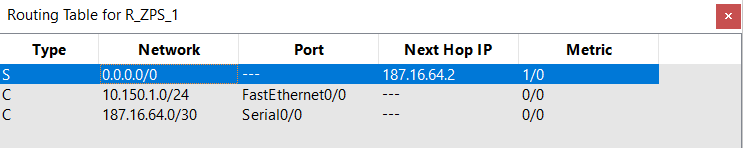 Routing Table for R_ZPS_1
Type Network Port Next Hop IP Metric
S 0.0.0.0/0 --- 187.16.64.2 1/0
C 10.150.1.0/24 FastEthernet0/0 --- 0/0
C 187.16.64.0/30 Serial0/0 --- 0/0